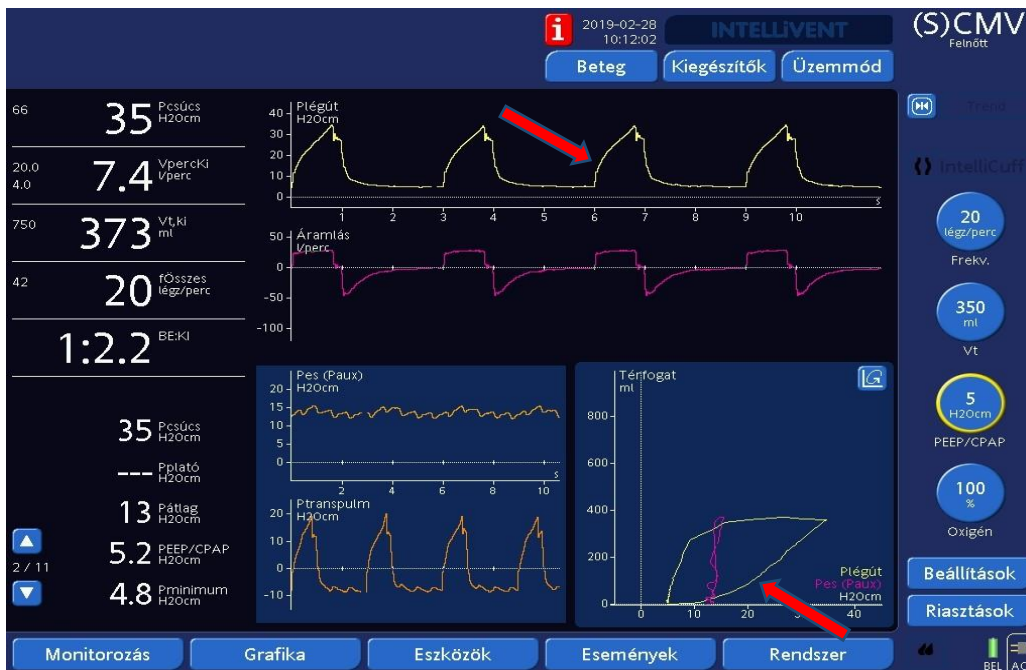 i
2019-02-28
10:12:02
INTELLiVENT
(S)CMV
Felnőtt
Beteg
Kiegészítők
Üzemmód
66
35 Pcsúcs
H2Ocm
20.0
4.0
7.4 VpercKi
l/perc
750
373 Vt,ki
ml
42
20 fÖsszes
légz/perc
1:2.2 BE:KI
35 Pcsúcs
H2Ocm
--- Pplató
H2Ocm
13 Pátlag
H2Ocm
5.2 PEEP/CPAP
H2Ocm
4.8 Pminimum
H2Ocm
2 / 11
Plégút
H2Ocm
40
30
20
10
0
1 2 3 4 5 6 7 8 9 10
s
Áramlás
l/perc
50
0
-50
-100
Pes (Paux)
H2Ocm
20
15
10
5
0
s
2 4 6 8 10
Ptranspulm
H2Ocm
20
10
0
-10
Térfogat
ml
800
600
400
200
0
Plégút
Pes (Paux)
H2Ocm
0 20 40
Trend
IntelliCuff
20
légz/perc
Frekv.
350
ml
Vt
5
H2Ocm
PEEP/CPAP
100
%
Oxigén
Beállítások
Riasztások
Monitorozás
Grafika
Eszközök
Események
Rendszer
BEL
AC